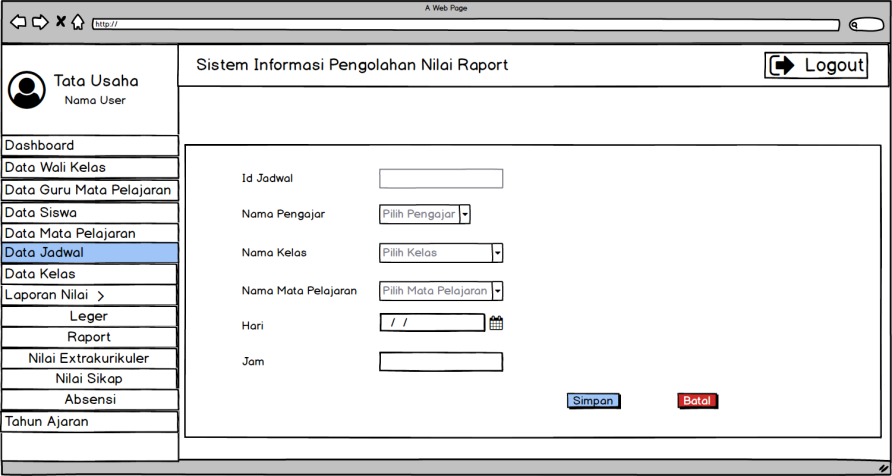 A Web Page
http://
Tata Usaha
Nama User
Sistem Informasi Pengolahan Nilai Raport
Logout
Dashboard
Data Wali Kelas
Data Guru Mata Pelajaran
Data Siswa
Data Mata Pelajaran
Data Jadwal
Data Kelas
Laporan Nilai >
Leger
Raport
Nilai Extrakurikuler
Nilai Sikap
Absensi
Tahun Ajaran
Id Jadwal
Nama Pengajar Pilih Pengajar
Nama Kelas Pilih Kelas
Nama Mata Pelajaran Pilih Mata Pelajaran
Hari / /
Jam
Simpan Batal